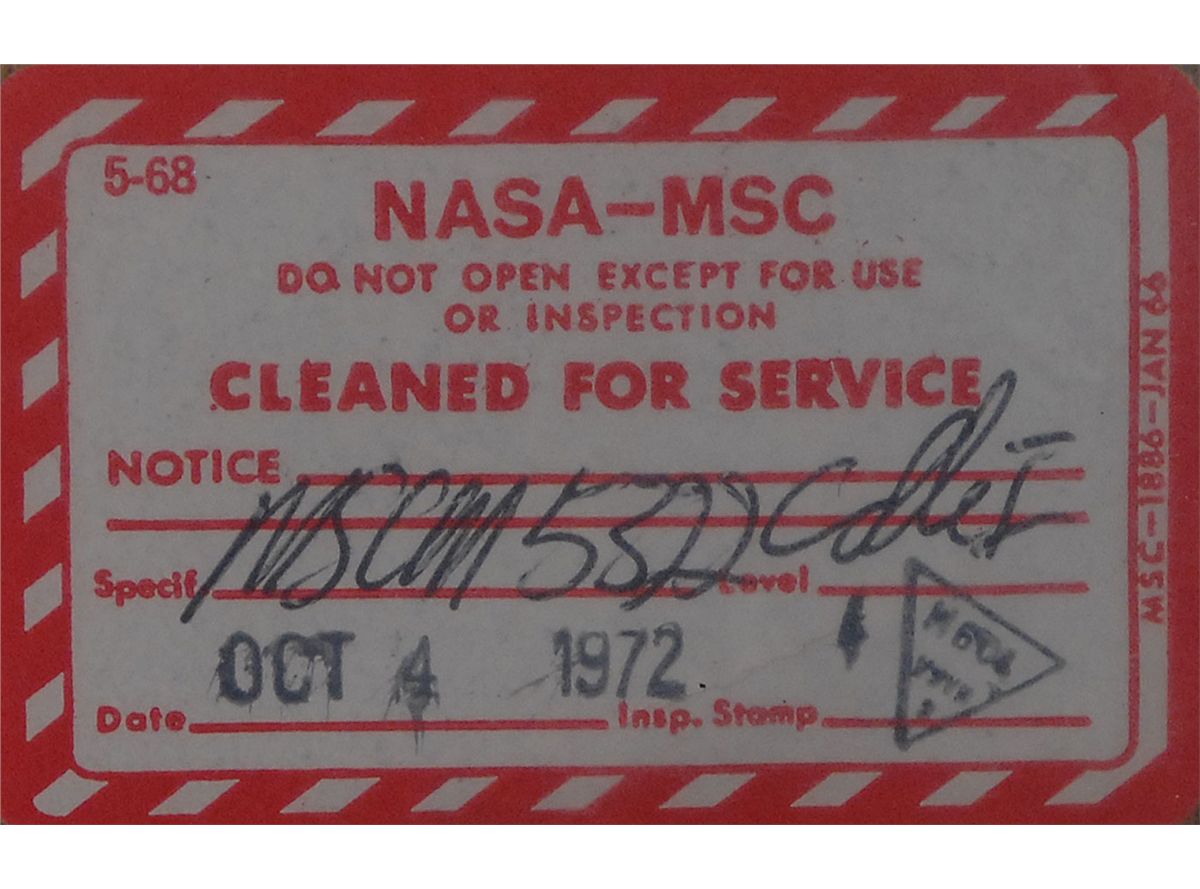 5-68
NASA-MSC
DO NOT OPEN EXCEPT FOR USE
OR INSPECTION
CLEANED FOR SERVICE
NOTICE
Specif. MSCM 5322 Level
OCT 4 1972
Date Insp. Stamp
MSC-1886-JAN 66